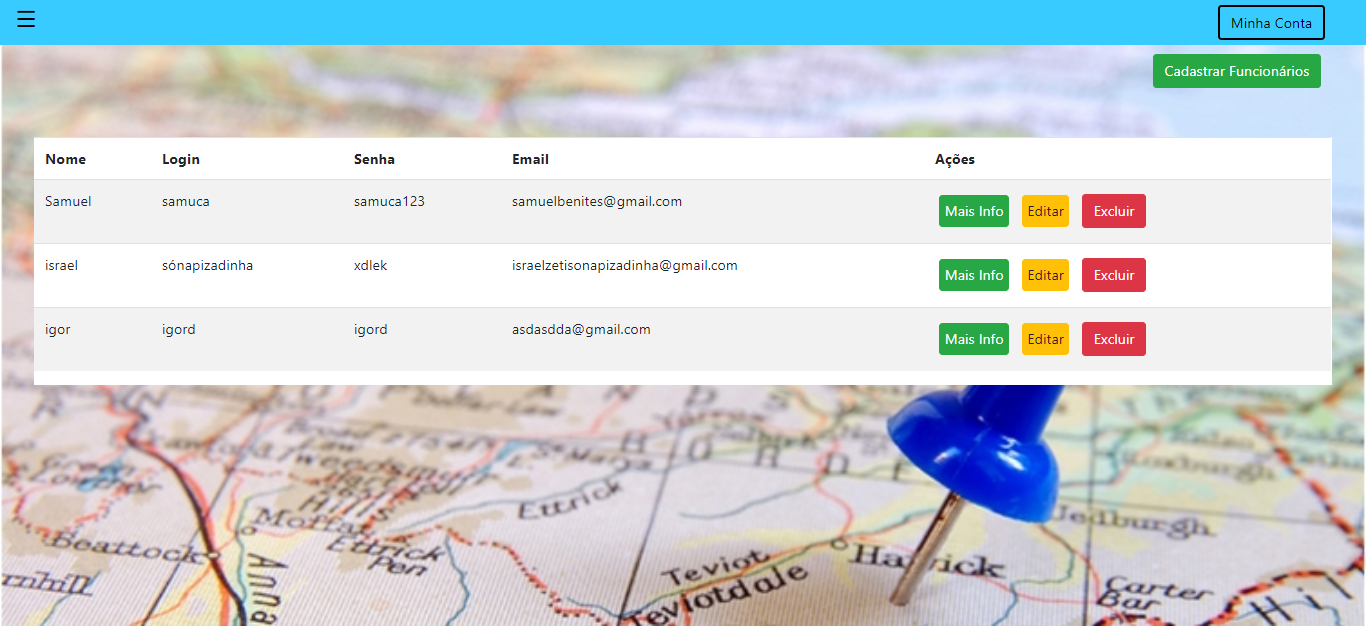 ☰ Minha Conta
Cadastrar Funcionários
Nome Login Senha Email Ações
Samuel samuca samuca123 samuelbenites@gmail.com Mais Info Editar Excluir
israel sónapizadinha xdlek israelzetisonapizadinha@gmail.com Mais Info Editar Excluir
igor igord igord asdasdda@gmail.com Mais Info Editar Excluir
Ettrick
Moffat
Jedburgh
Beattock
Ettrick
Pen
Teviot
Hawick
Teviotdale
Carter
Bar
Anna
Hil